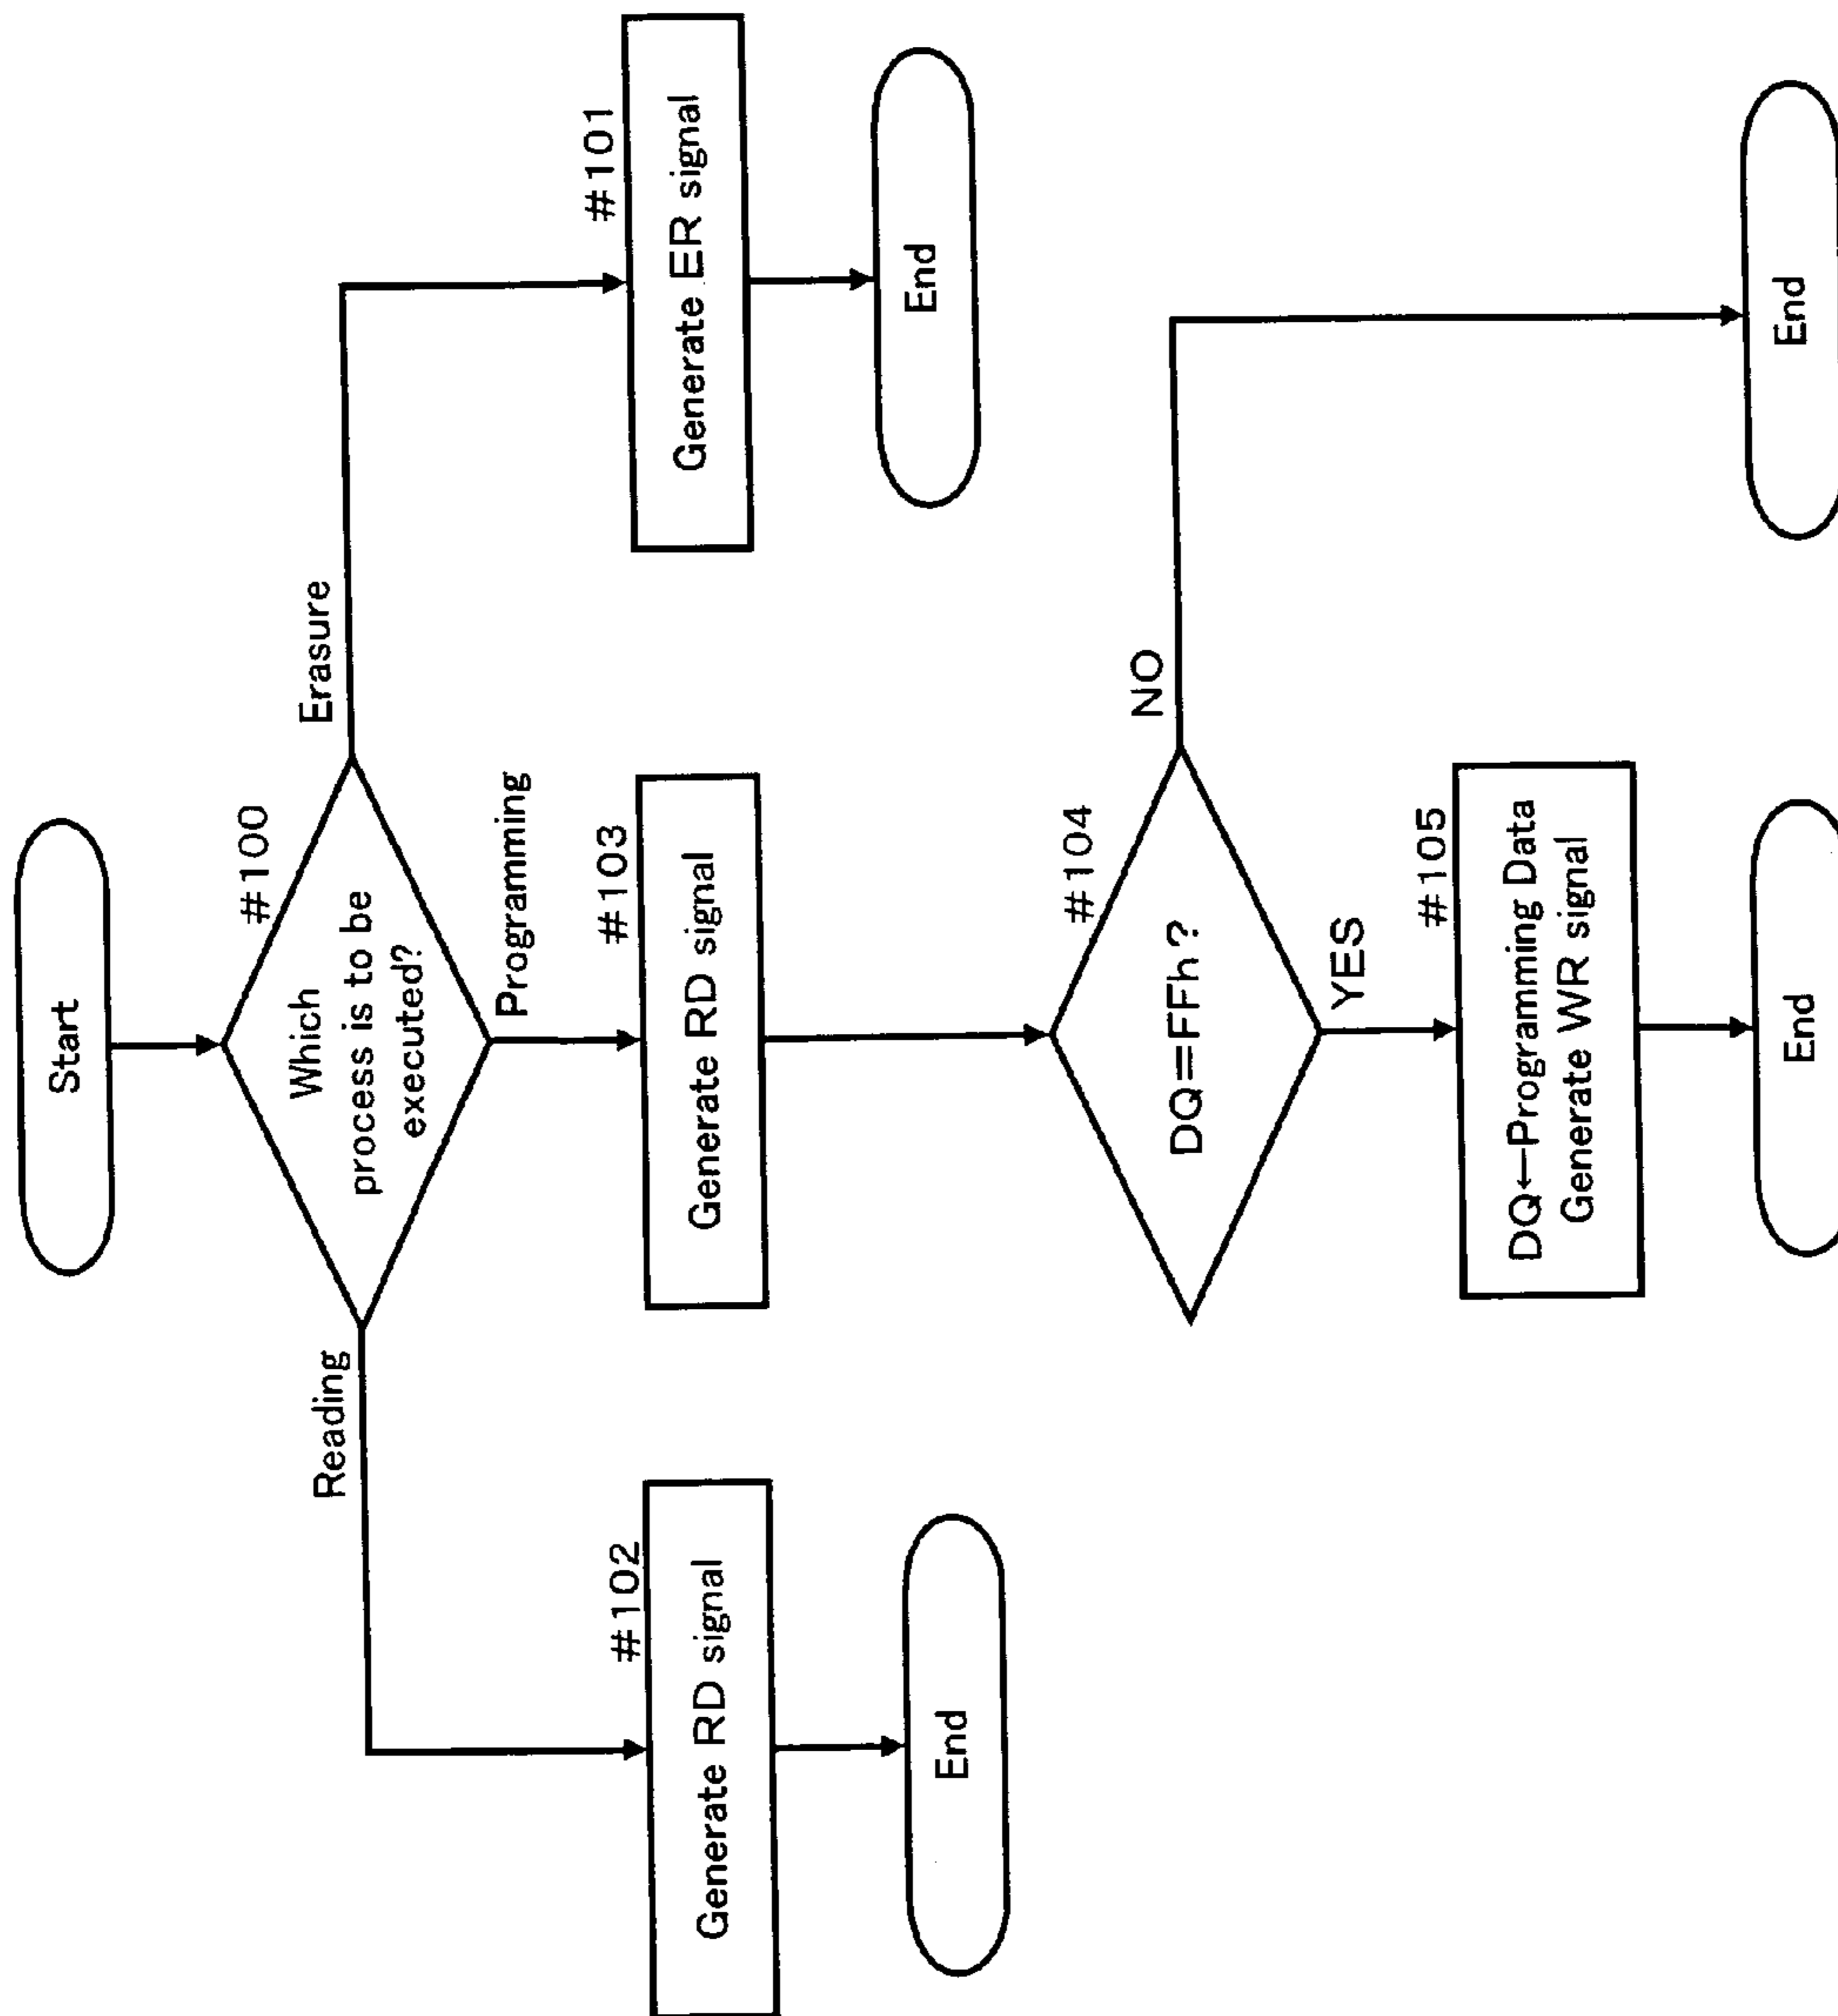 Start
#100
Which
process is to be
executed?
Reading
Programming
Erasure
#102
Generate RD signal
End
#103
Generate RD signal
#101
Generate ER signal
End
#104
DQ=FFh?
NO
YES
#105
DQ←Programming Data
Generate WR signal
End
End